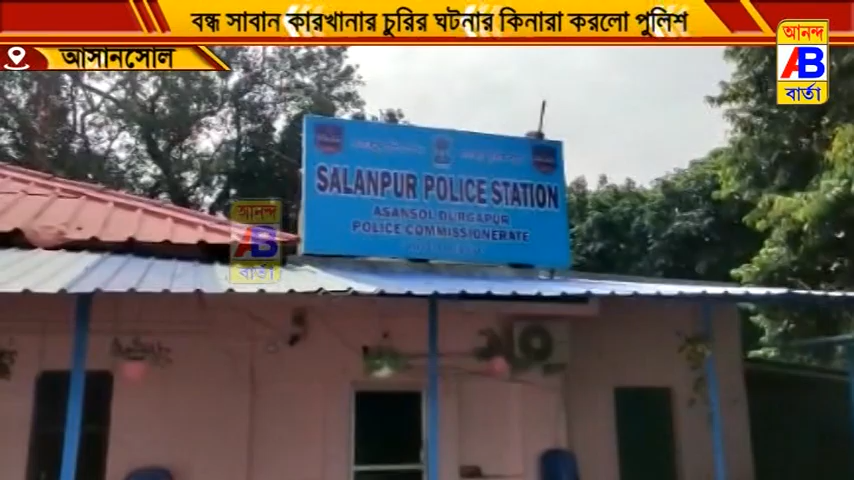 বন্ধ সাবান কারখানার চুরির ঘটনার কিনারা করলো পুলিশ
আসানসোল
আনন্দ
AB
বার্তা
SALANPUR POLICE STATION
ASANSOL DURGAPUR
POLICE COMMISSIONERATE
আনন্দ
AB
বার্তা